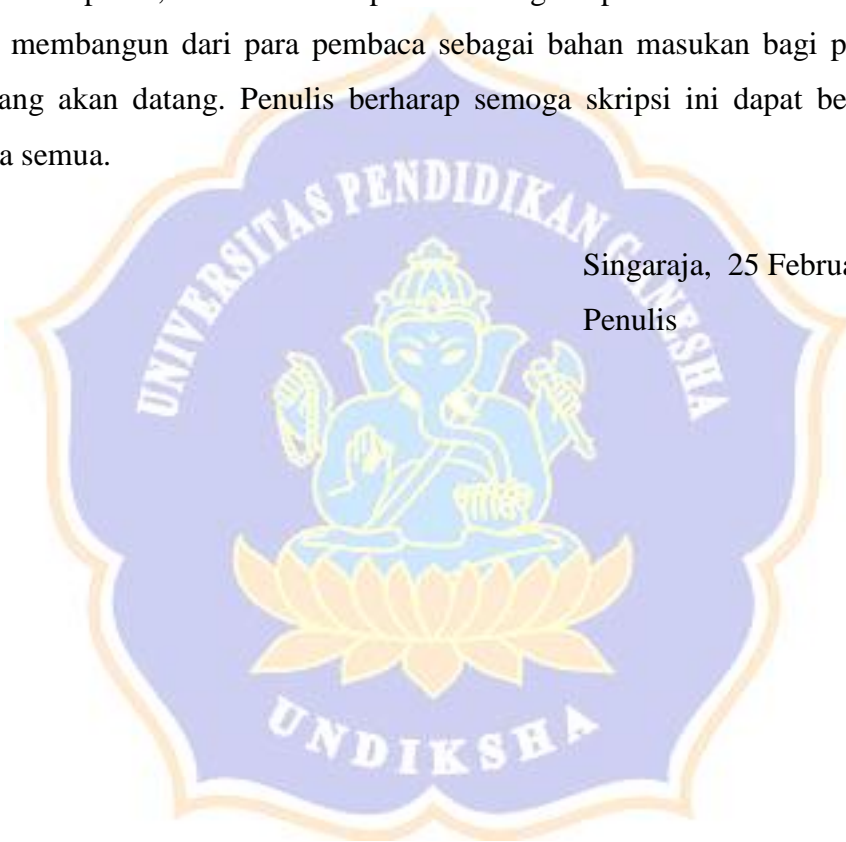 membangun dari para pembaca sebagai bahan masukan bagi p
ang akan datang. Penulis berharap semoga skripsi ini dapat be
a semua.
UNIVERSITAS PENDIDIKAN GANESHA
Singaraja, 25 Februa
Penulis
UNDIKSHA